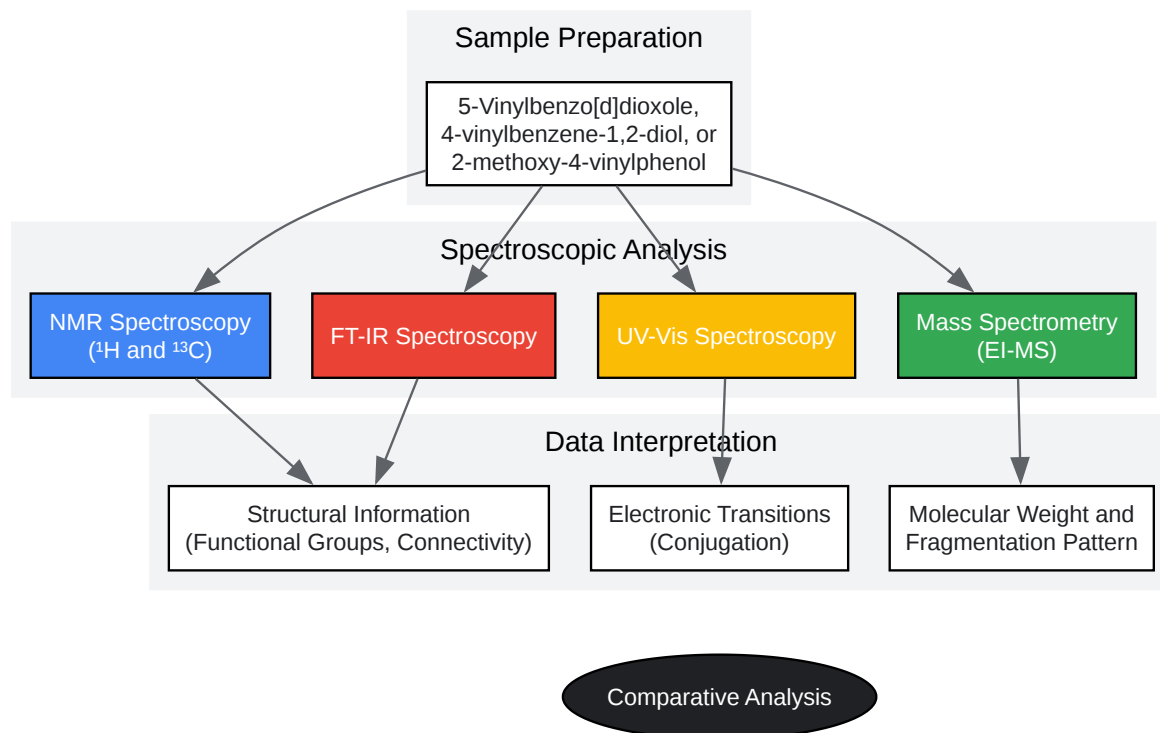 Sample Preparation
5-Vinylbenzo[d]dioxole,
4-vinylbenzene-1,2-diol, or
2-methoxy-4-vinylphenol
Spectroscopic Analysis
NMR Spectroscopy
(¹H and ¹³C)
FT-IR Spectroscopy
UV-Vis Spectroscopy
Mass Spectrometry
(EI-MS)
Data Interpretation
Structural Information
(Functional Groups, Connectivity)
Electronic Transitions
(Conjugation)
Molecular Weight and
Fragmentation Pattern
Comparative Analysis